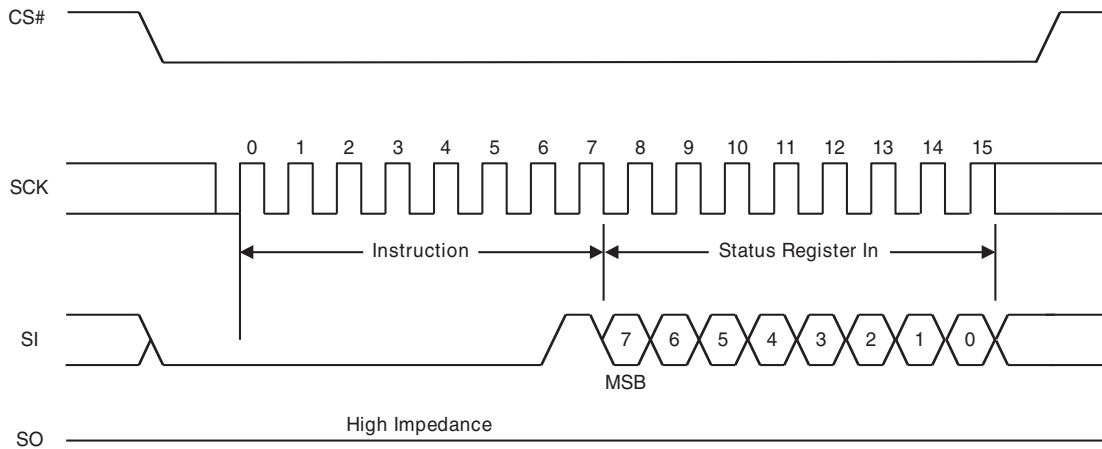 CS#
0 1 2 3 4 5 6 7 8 9 10 11 12 13 14 15
SCK
Instruction Status Register In
SI 7 6 5 4 3 2 1 0
MSB
High Impedance
SO